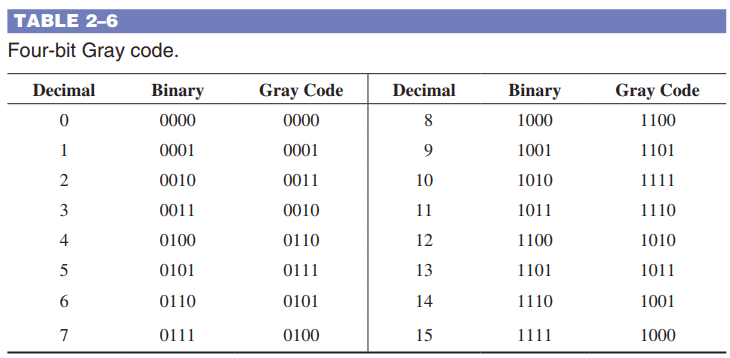 TABLE 2–6
Four-bit Gray code.
Decimal Binary Gray Code Decimal Binary Gray Code
0 0000 0000 8 1000 1100
1 0001 0001 9 1001 1101
2 0010 0011 10 1010 1111
3 0011 0010 11 1011 1110
4 0100 0110 12 1100 1010
5 0101 0111 13 1101 1011
6 0110 0101 14 1110 1001
7 0111 0100 15 1111 1000